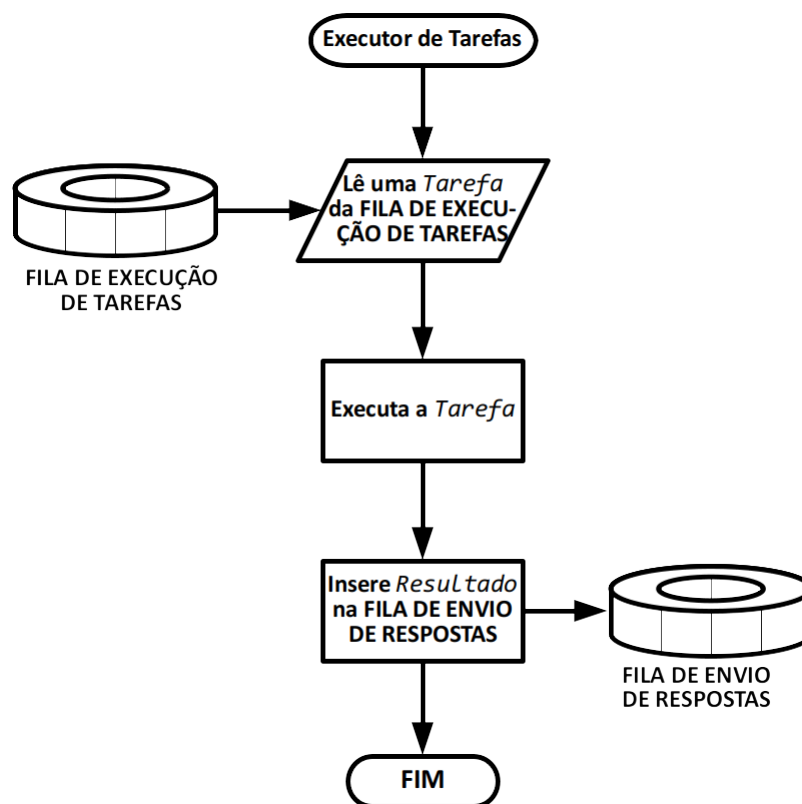 Executor de Tarefas
Lê uma Tarefa
da FILA DE EXECU-
ÇÃO DE TAREFAS
FILA DE EXECUÇÃO
DE TAREFAS
Executa a Tarefa
Insere Resultado
na FILA DE ENVIO
DE RESPOSTAS
FILA DE ENVIO
DE RESPOSTAS
FIM